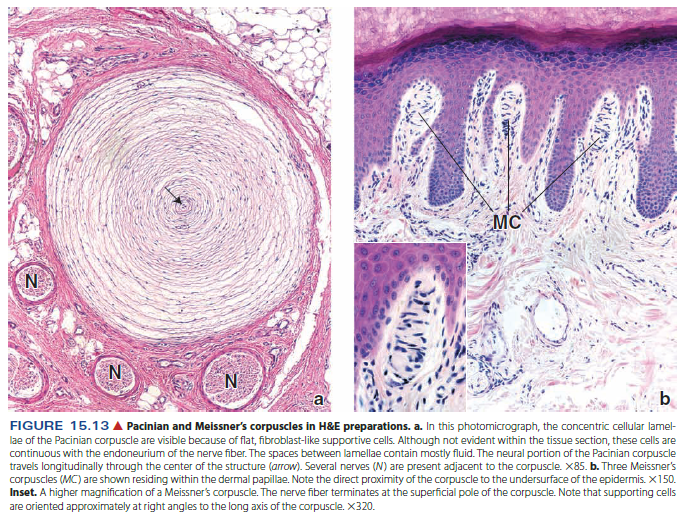 N
N
N
a
MC
b
FIGURE 15.13 ▲ Pacinian and Meissner's corpuscles in H&E preparations. a. In this photomicrograph, the concentric cellular lamel-
lae of the Pacinian corpuscle are visible because of flat, fibroblast-like supportive cells. Although not evident within the tissue section, these cells are
continuous with the endoneurium of the nerve fiber. The spaces between lamellae contain mostly fluid. The neural portion of the Pacinian corpuscle
travels longitudinally through the center of the structure (arrow). Several nerves (N) are present adjacent to the corpuscle. ×85. b. Three Meissner's
corpuscles (MC) are shown residing within the dermal papillae. Note the direct proximity of the corpuscle to the undersurface of the epidermis. ×150.
Inset. A higher magnification of a Meissner's corpuscle. The nerve fiber terminates at the superficial pole of the corpuscle. Note that supporting cells
are oriented approximately at right angles to the long axis of the corpuscle. ×320.